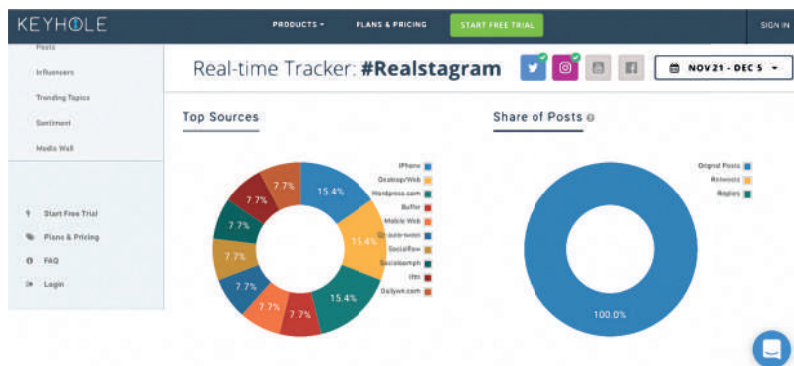 KEYHOLE
PRODUCTS
PLANS & PRICING
START FREE TRIAL
SIGN IN
Posts
Influencers
Trending Topics
Sentiment
Media Wall
Start Free Trial
Plans & Pricing
FAQ
Login
Real-time Tracker: #Realstagram
NOV 21 - DEC 5
Top Sources
15.4%
15.4%
15.4%
7.7%
7.7%
7.7%
7.7%
7.7%
7.7%
7.7%
iPhone
Desktop/Web
Wordpress.com
Buffer
Mobile Web
Socialflow
Socialoomph
Ifttt
Share of Posts
100.0%
Original Posts
Retweets
Replies